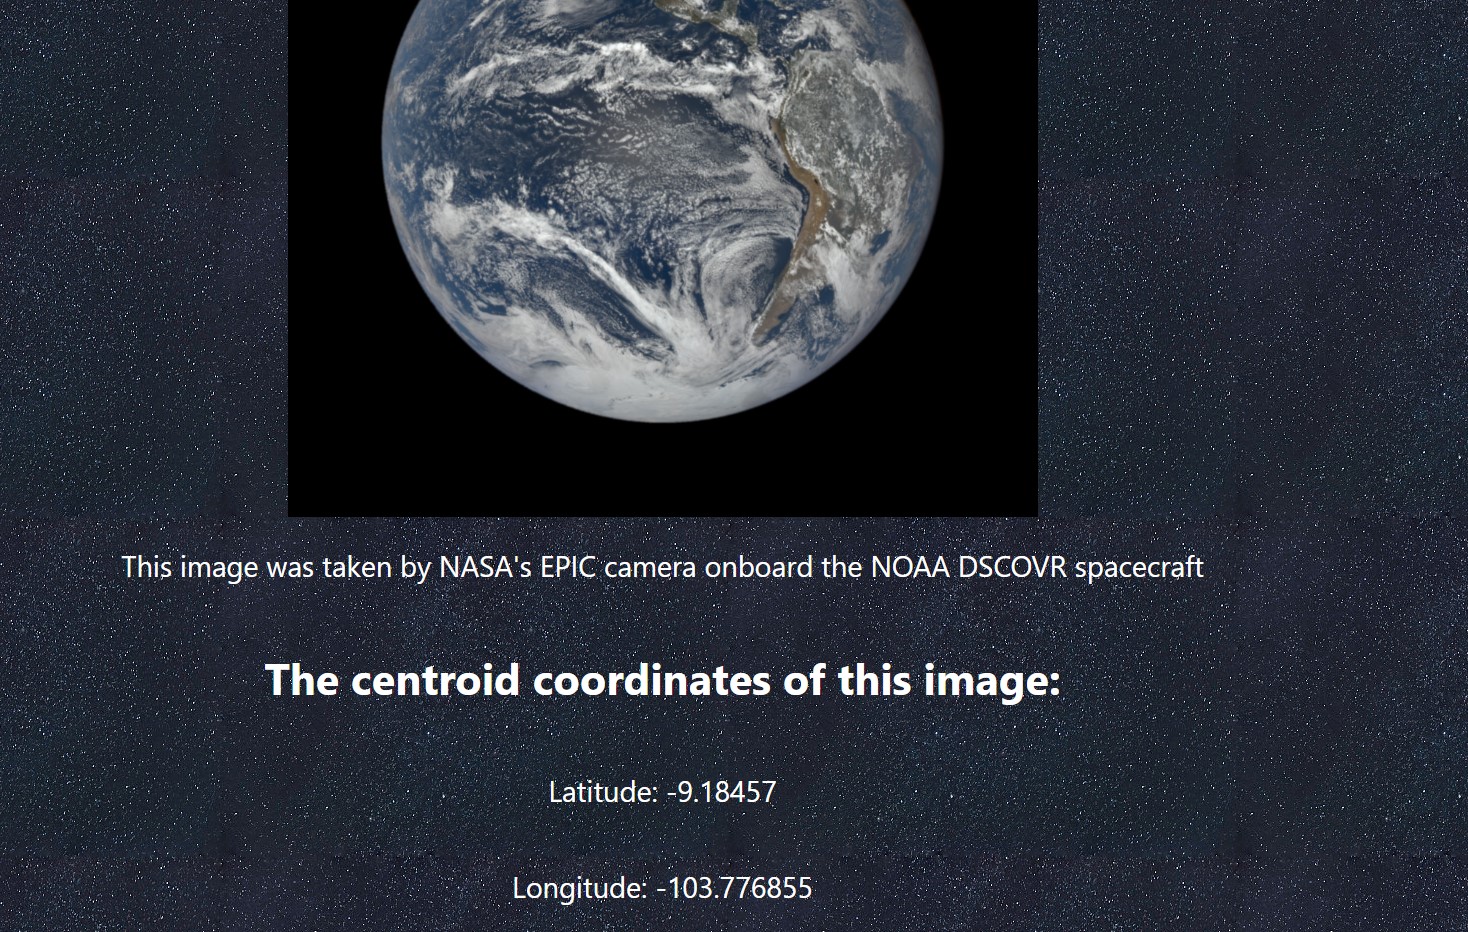 This image was taken by NASA's EPIC camera onboard the NOAA DSCOVR spacecraft
The centroid coordinates of this image:
Latitude: -9.18457
Longitude: -103.776855